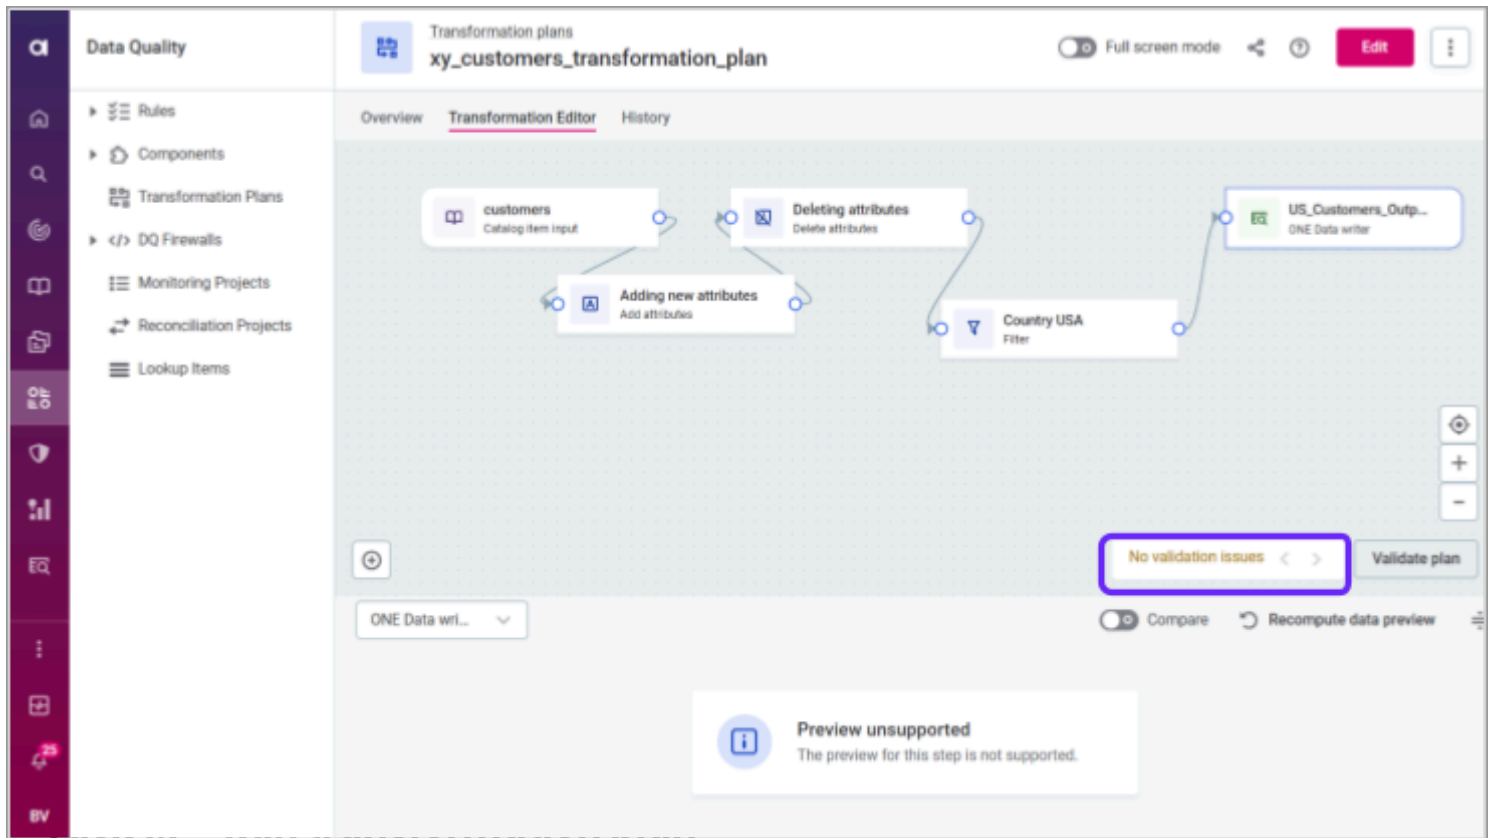 Data Quality
Transformation plans
xy_customers_transformation_plan
Full screen mode
Edit
Rules
Components
Transformation Plans
</> DQ Firewalls
Monitoring Projects
Reconciliation Projects
Lookup Items
Overview
Transformation Editor
History
customers
Catalog item input
Deleting attributes
Delete attributes
US_Customers_Outp...
ONE Data writer
Adding new attributes
Add attributes
Country USA
Filter
No validation issues
Validate plan
ONE Data wri...
Compare
Recompute data preview
Preview unsupported
The preview for this step is not supported.
25
BV